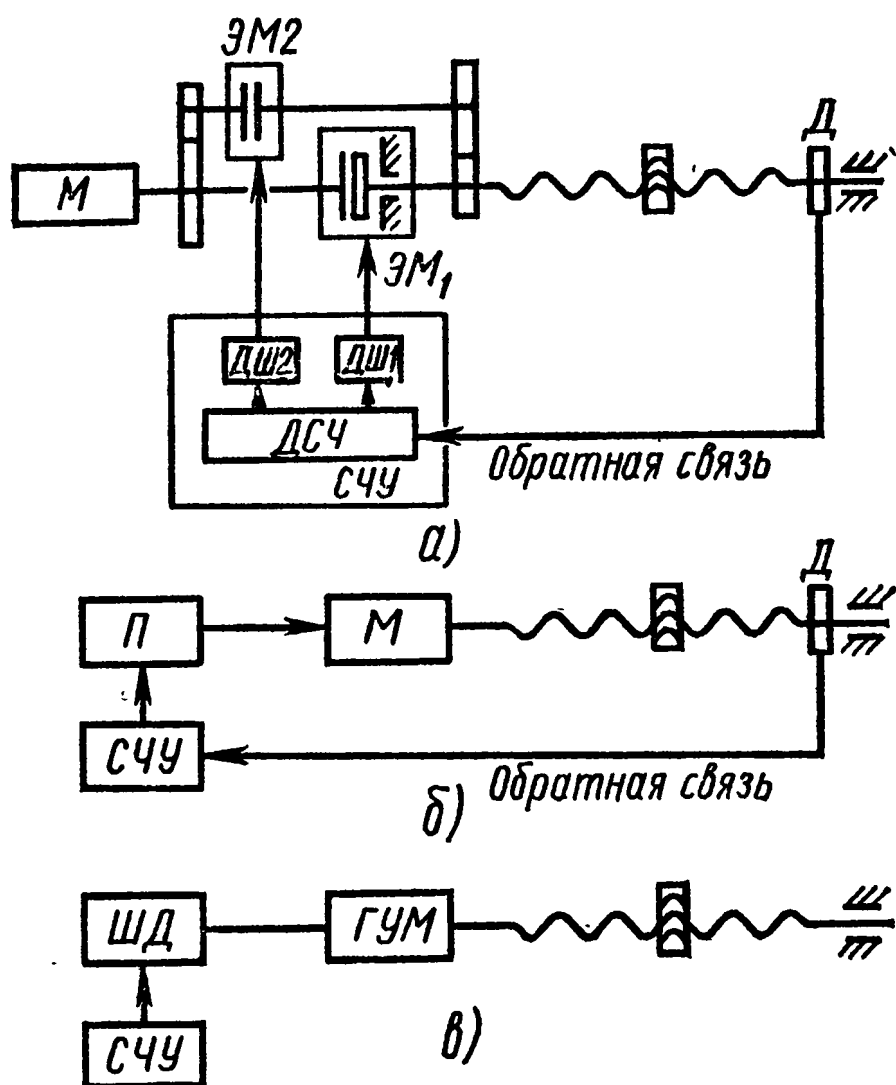 ЭМ2
Д
М
ЭМ₁
ДШ2 ДШ1
ДСЧ
СЧУ
Обратная связь
а)
Д
П М
СЧУ
Обратная связь
б)
ШД ГУМ
СЧУ
в)